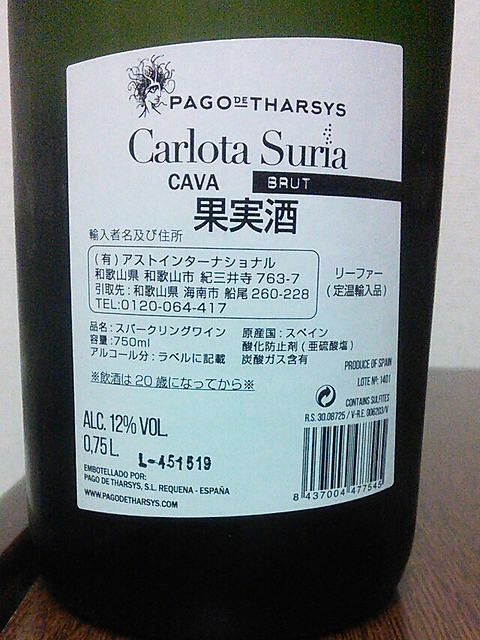 PAGO DE THARSYS
Carlota Suria
CAVA BRUT
果実酒
輸入者名及び住所
(有)アストインターナショナル
和歌山県 和歌山市 紀三井寺 763-7
引取先:和歌山県 海南市 船尾 260-228
TEL:0120-064-417
リーファー
(定温輸入品)
品名:スパークリングワイン
容量:750ml
アルコール分:ラベルに記載
原産国:スペイン
酸化防止剤(亜硫酸塩)
炭酸ガス含有
※飲酒は20歳になってから※
PRODUCE OF SPAIN
LOTE Nº: 1401
CONTAINS SULFITES
R.S. 30.08725 / V-R.E. 006203/V
ALC. 12% VOL.
0,75 L.
L-451519
EMBOTELLADO POR:
PAGO DE THARSYS, S.L. REQUENA - ESPAÑA
WWW.PAGODETHARSYS.COM
8 437004 477545